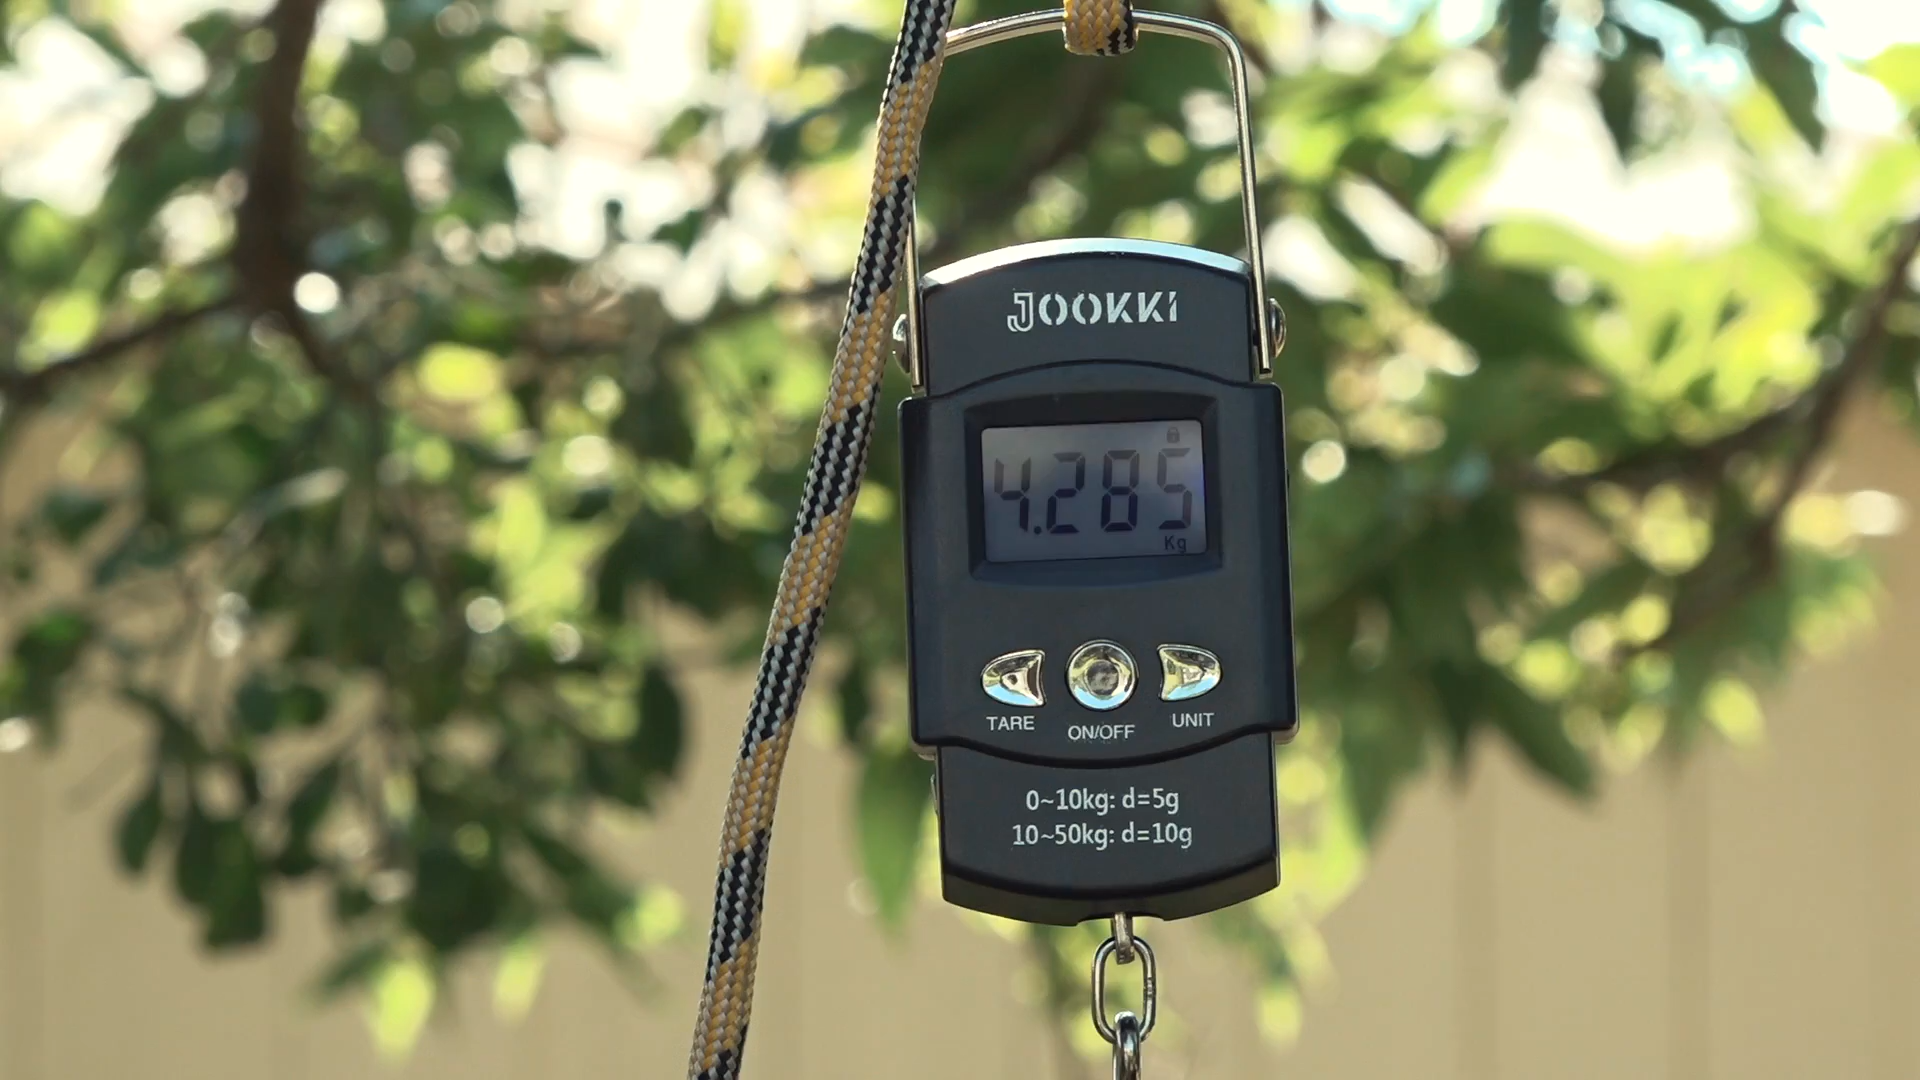 JOOKKI
4.285
Kg
TARE ON/OFF UNIT
0~10kg: d=5g
10~50kg: d=10g